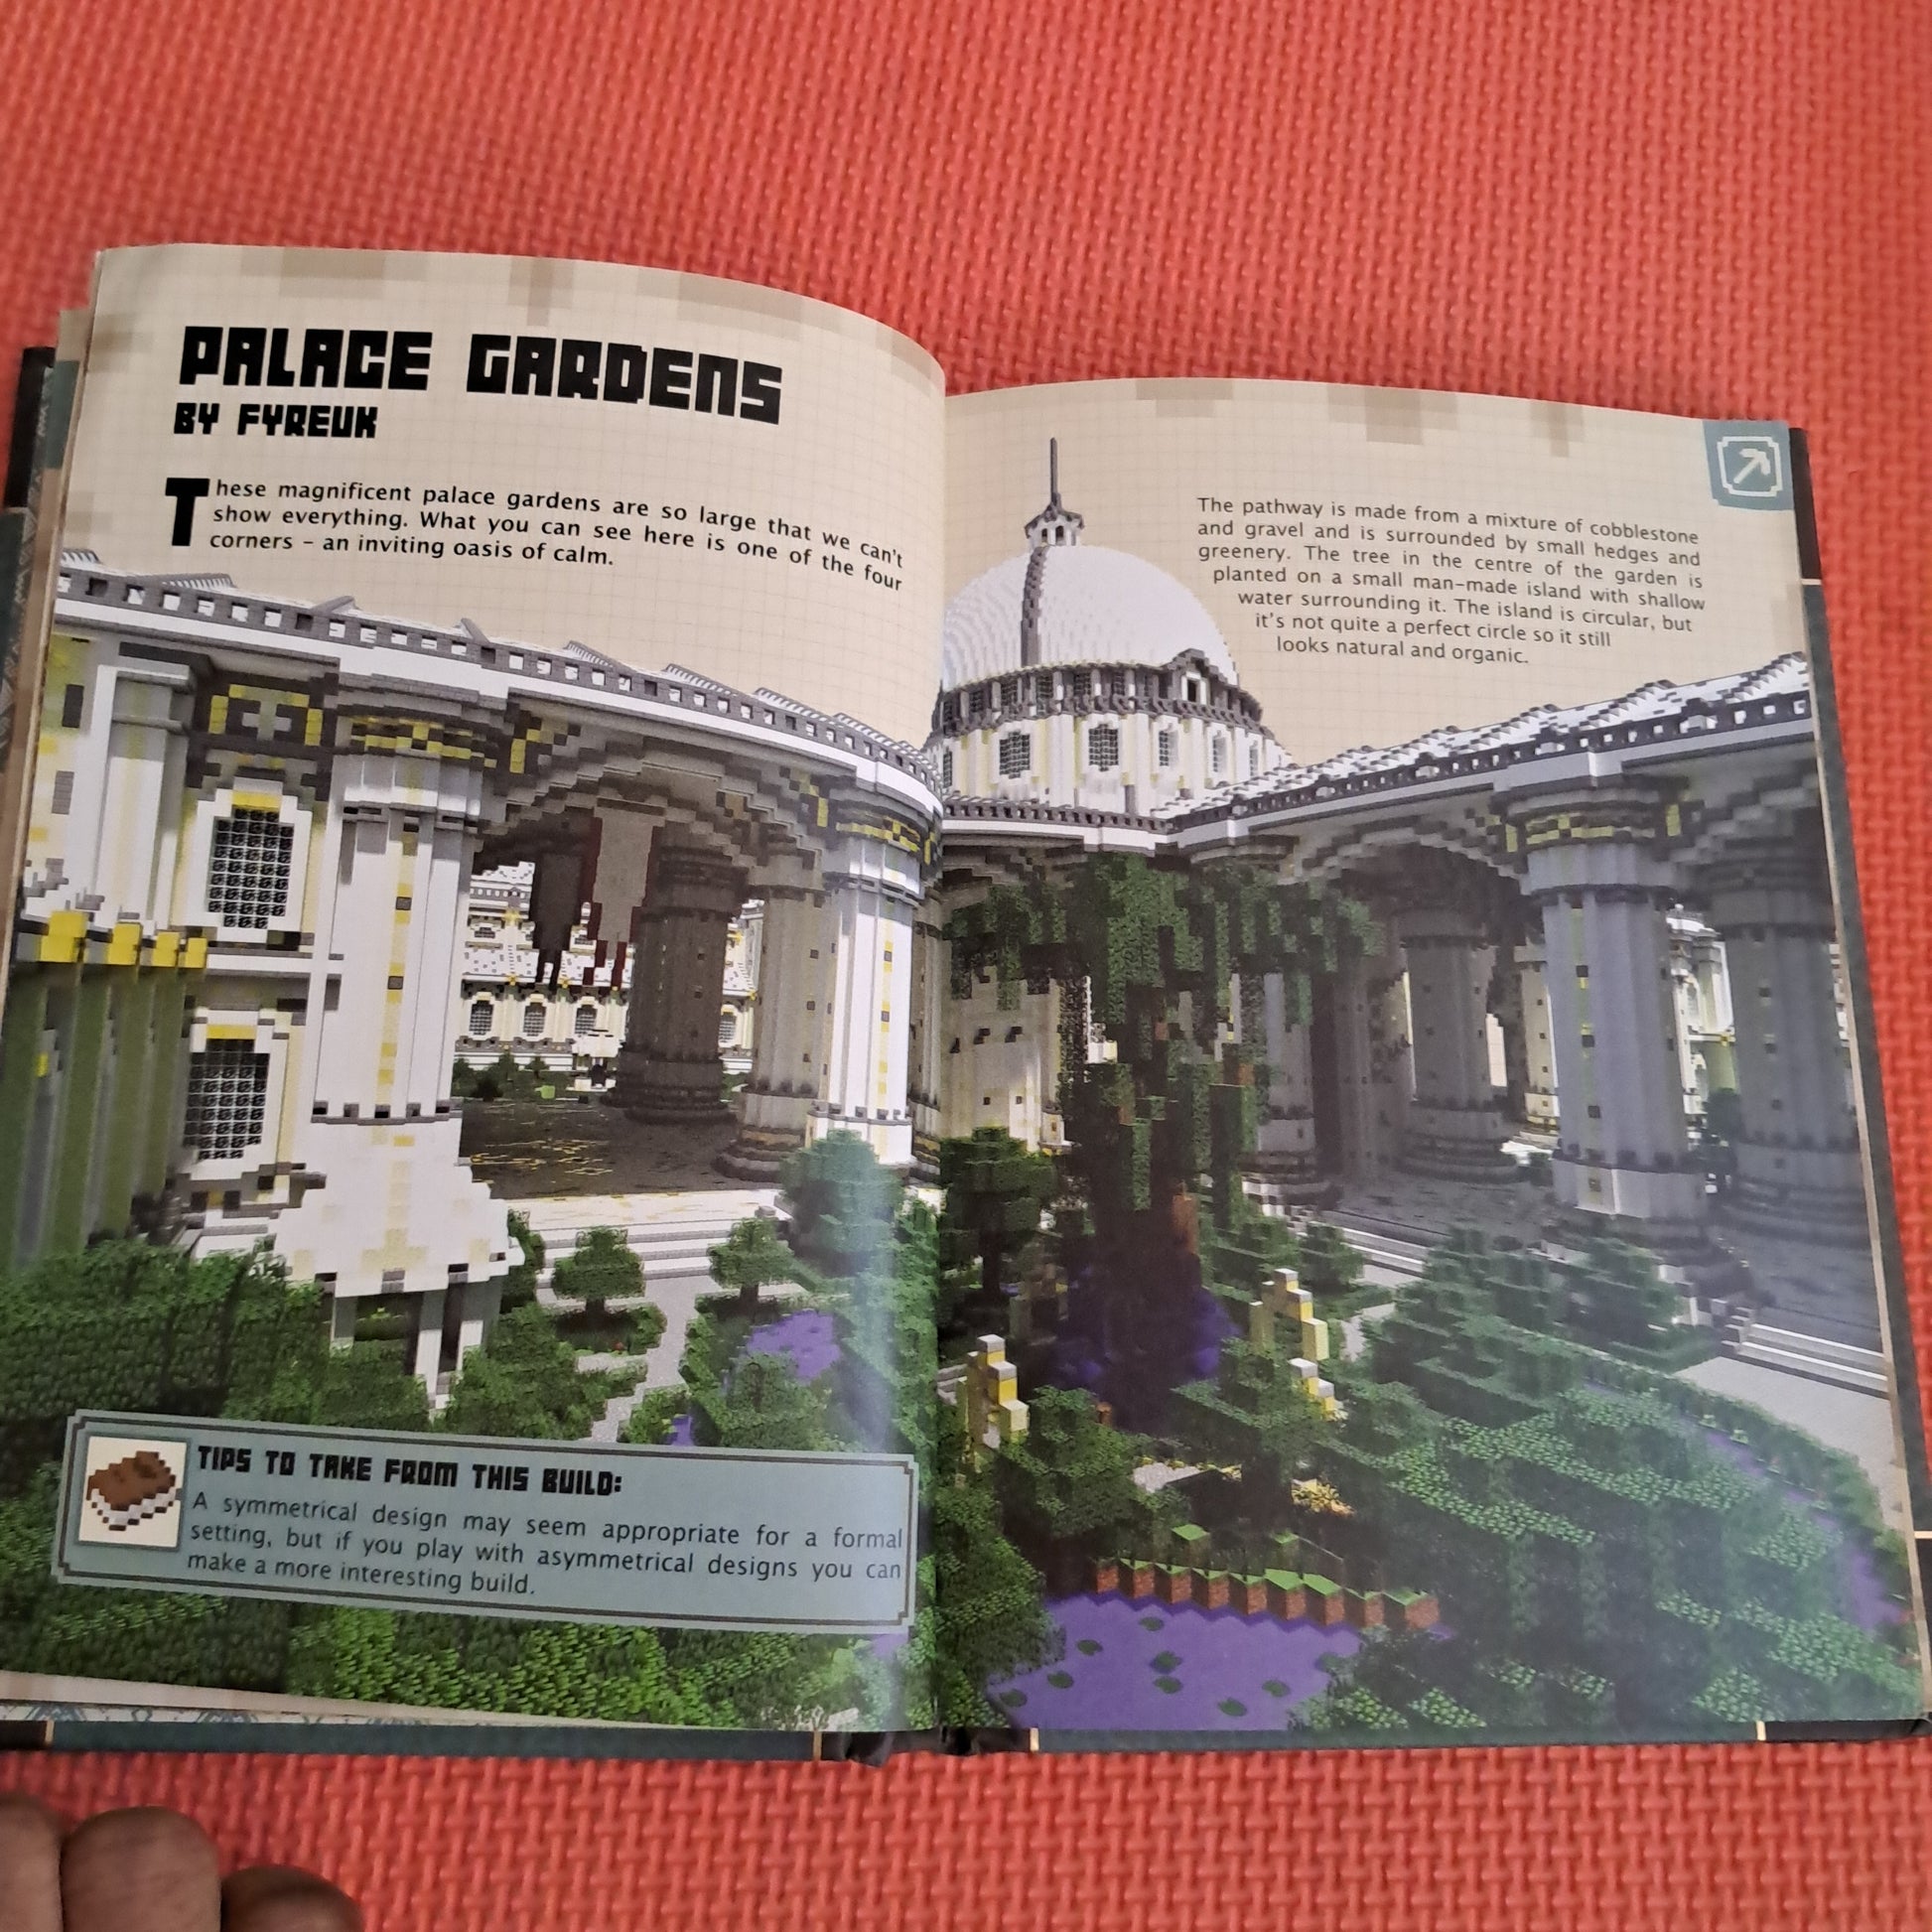 PALACE GARDENS
BY FYREUK
These magnificent palace gardens are so large that we can't
show everything. What you can see here is one of the four
corners – an inviting oasis of calm.
TIPS TO TAKE FROM THIS BUILD:
A symmetrical design may seem appropriate for a formal
setting, but if you play with asymmetrical designs you can
make a more interesting build.
The pathway is made from a mixture of cobblestone
and gravel and is surrounded by small hedges and
greenery. The tree in the centre of the garden is
planted on a small man-made island with shallow
water surrounding it. The island is circular, but
it's not quite a perfect circle so it still
looks natural and organic.